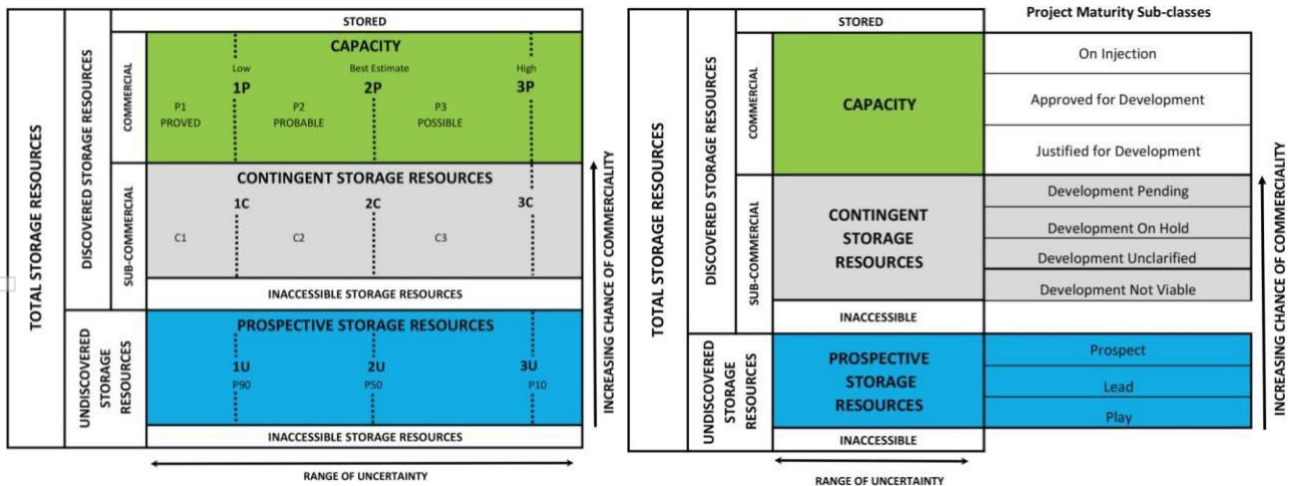 STORED
TOTAL STORAGE RESOURCES
DISCOVERED STORAGE RESOURCES
COMMERCIAL
CAPACITY
Low
Best Estimate
High
1P
2P
3P
P1
P2
P3
PROVED
PROBABLE
POSSIBLE
SUB-COMMERCIAL
CONTINGENT STORAGE RESOURCES
1C
2C
3C
C1
C2
C3
INACCESSIBLE STORAGE RESOURCES
UNDISCOVERED
STORAGE
RESOURCES
PROSPECTIVE STORAGE RESOURCES
1U
2U
3U
P90
P50
P10
INACCESSIBLE STORAGE RESOURCES
RANGE OF UNCERTAINTY
INCREASING CHANCE OF COMMERCIALITY
Project Maturity Sub-classes
STORED
TOTAL STORAGE RESOURCES
DISCOVERED STORAGE RESOURCES
COMMERCIAL
CAPACITY
On Injection
Approved for Development
Justified for Development
SUB-COMMERCIAL
CONTINGENT
STORAGE
RESOURCES
Development Pending
Development On Hold
Development Unclarified
Development Not Viable
INACCESSIBLE
UNDISCOVERED
STORAGE
RESOURCES
PROSPECTIVE
STORAGE
RESOURCES
Prospect
Lead
Play
INACCESSIBLE
RANGE OF UNCERTAINTY
INCREASING CHANCE OF COMMERCIALITY